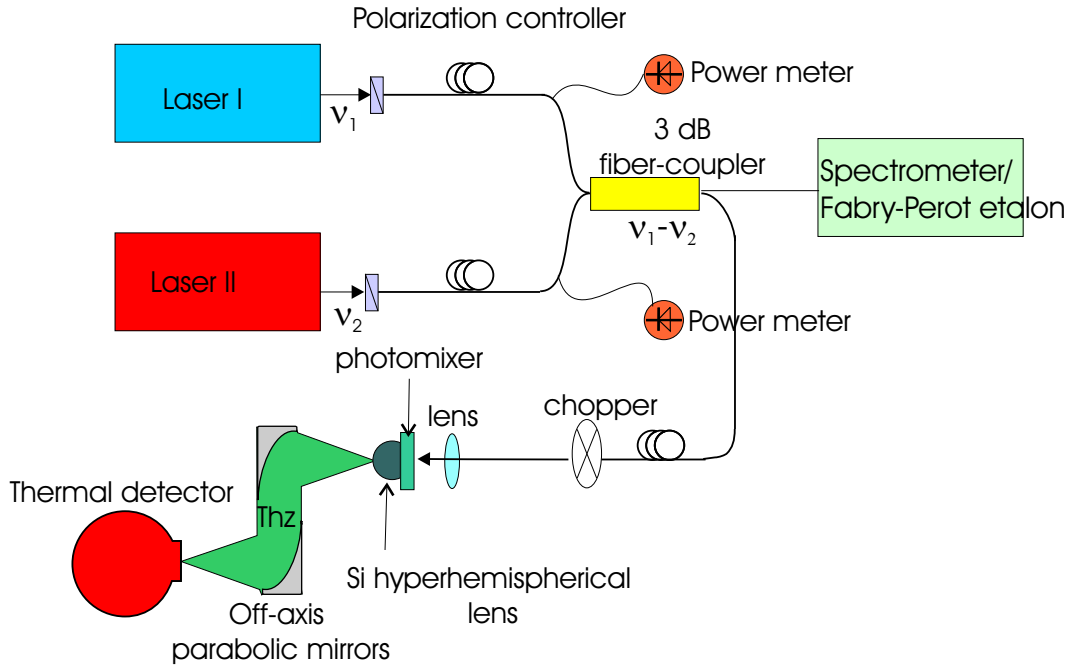 Polarization controller
Laser I
ν1
Power meter
3 dB
fiber-coupler
Spectrometer/
Fabry-Perot etalon
ν1-ν2
Laser II
ν2
Power meter
photomixer
lens
chopper
Thermal detector
Thz
Si hyperhemispherical
lens
Off-axis
parabolic mirrors